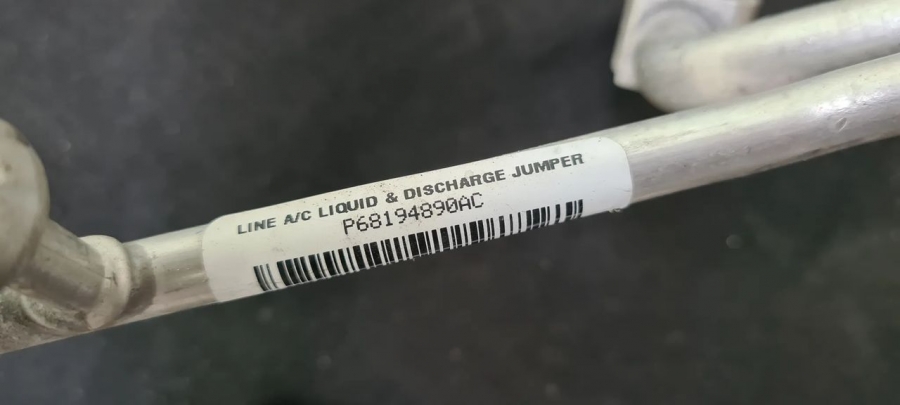 LINE A/C LIQUID & DISCHARGE JUMPER
P68194890AC